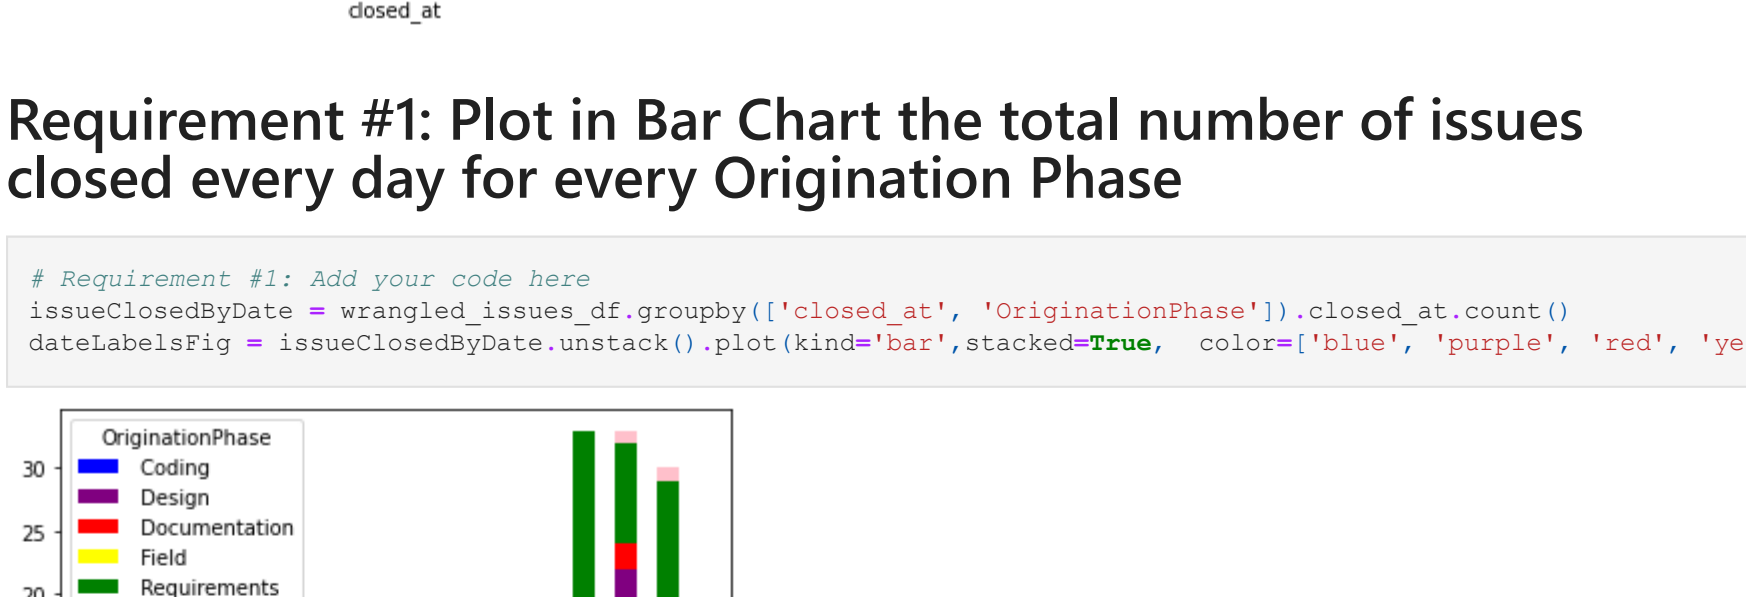 closed_at
Requirement #1: Plot in Bar Chart the total number of issues
closed every day for every Origination Phase
# Requirement #1: Add your code here
issueClosedByDate = wrangled_issues_df.groupby(['closed_at', 'OriginationPhase']).closed_at.count()
dateLabelsFig = issueClosedByDate.unstack().plot(kind='bar',stacked=True,  color=['blue', 'purple', 'red', 'ye
OriginationPhase
30
Coding
Design
25
Documentation
Field
20
Requirements